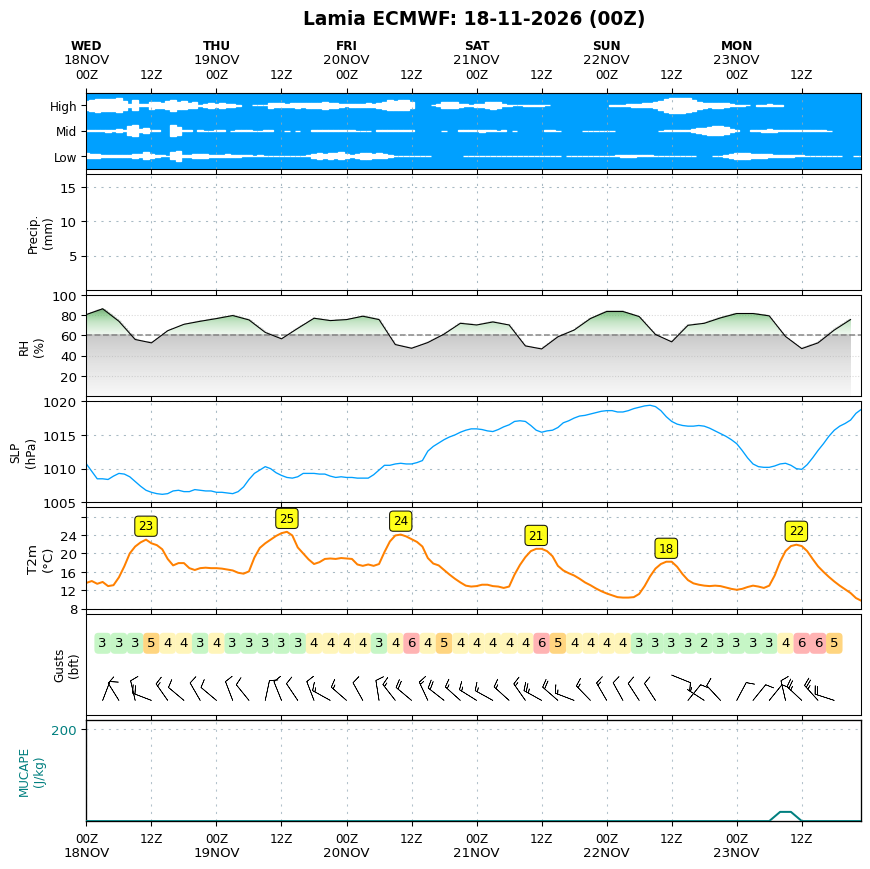 Lamia ECMWF: 18-11-2026 (00Z)
WED THU FRI SAT SUN MON
18NOV 19NOV 20NOV 21NOV 22NOV 23NOV
00Z 12Z 00Z 12Z 00Z 12Z 00Z 12Z 00Z 12Z 00Z 12Z
High
Mid
Low
Precip.
(mm)
15
10
5
RH
(%)
100
80
60
40
20
SLP
(hPa)
1020
1015
1010
1005
T2m
(°C)
24
20
16
12
8
23 25 24 21 18 22
Gusts
(bft)
3 3 3 5 4 4 3 4 3 3 3 3 3 4 4 4 4 3 4 6 4 5 4 4 4 4 4 6 5 4 4 4 4 3 3 3 3 2 3 3 3 3 4 6 6 5
MUCAPE
(J/kg)
200
00Z 12Z 00Z 12Z 00Z 12Z 00Z 12Z 00Z 12Z 00Z 12Z
18NOV 19NOV 20NOV 21NOV 22NOV 23NOV